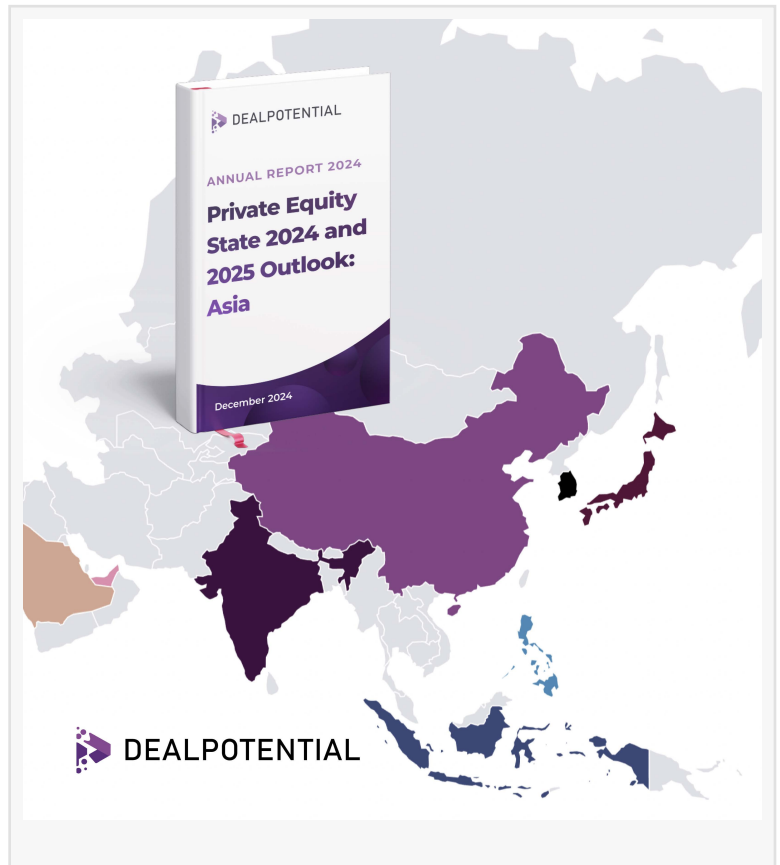 DEALPOTENTIAL
ANNUAL REPORT 2024
Private Equity
State 2024 and
2025 Outlook:
Asia
December 2024
DEALPOTENTIAL